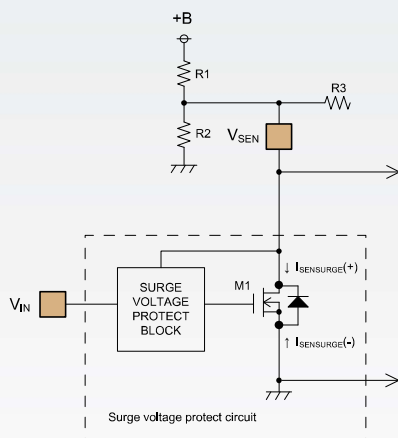 +B
R1
R3
R2
VSEN
ISENSURGE(+)
M1
VIN
SURGE
VOLTAGE
PROTECT
BLOCK
ISENSURGE(-)
Surge voltage protect circuit